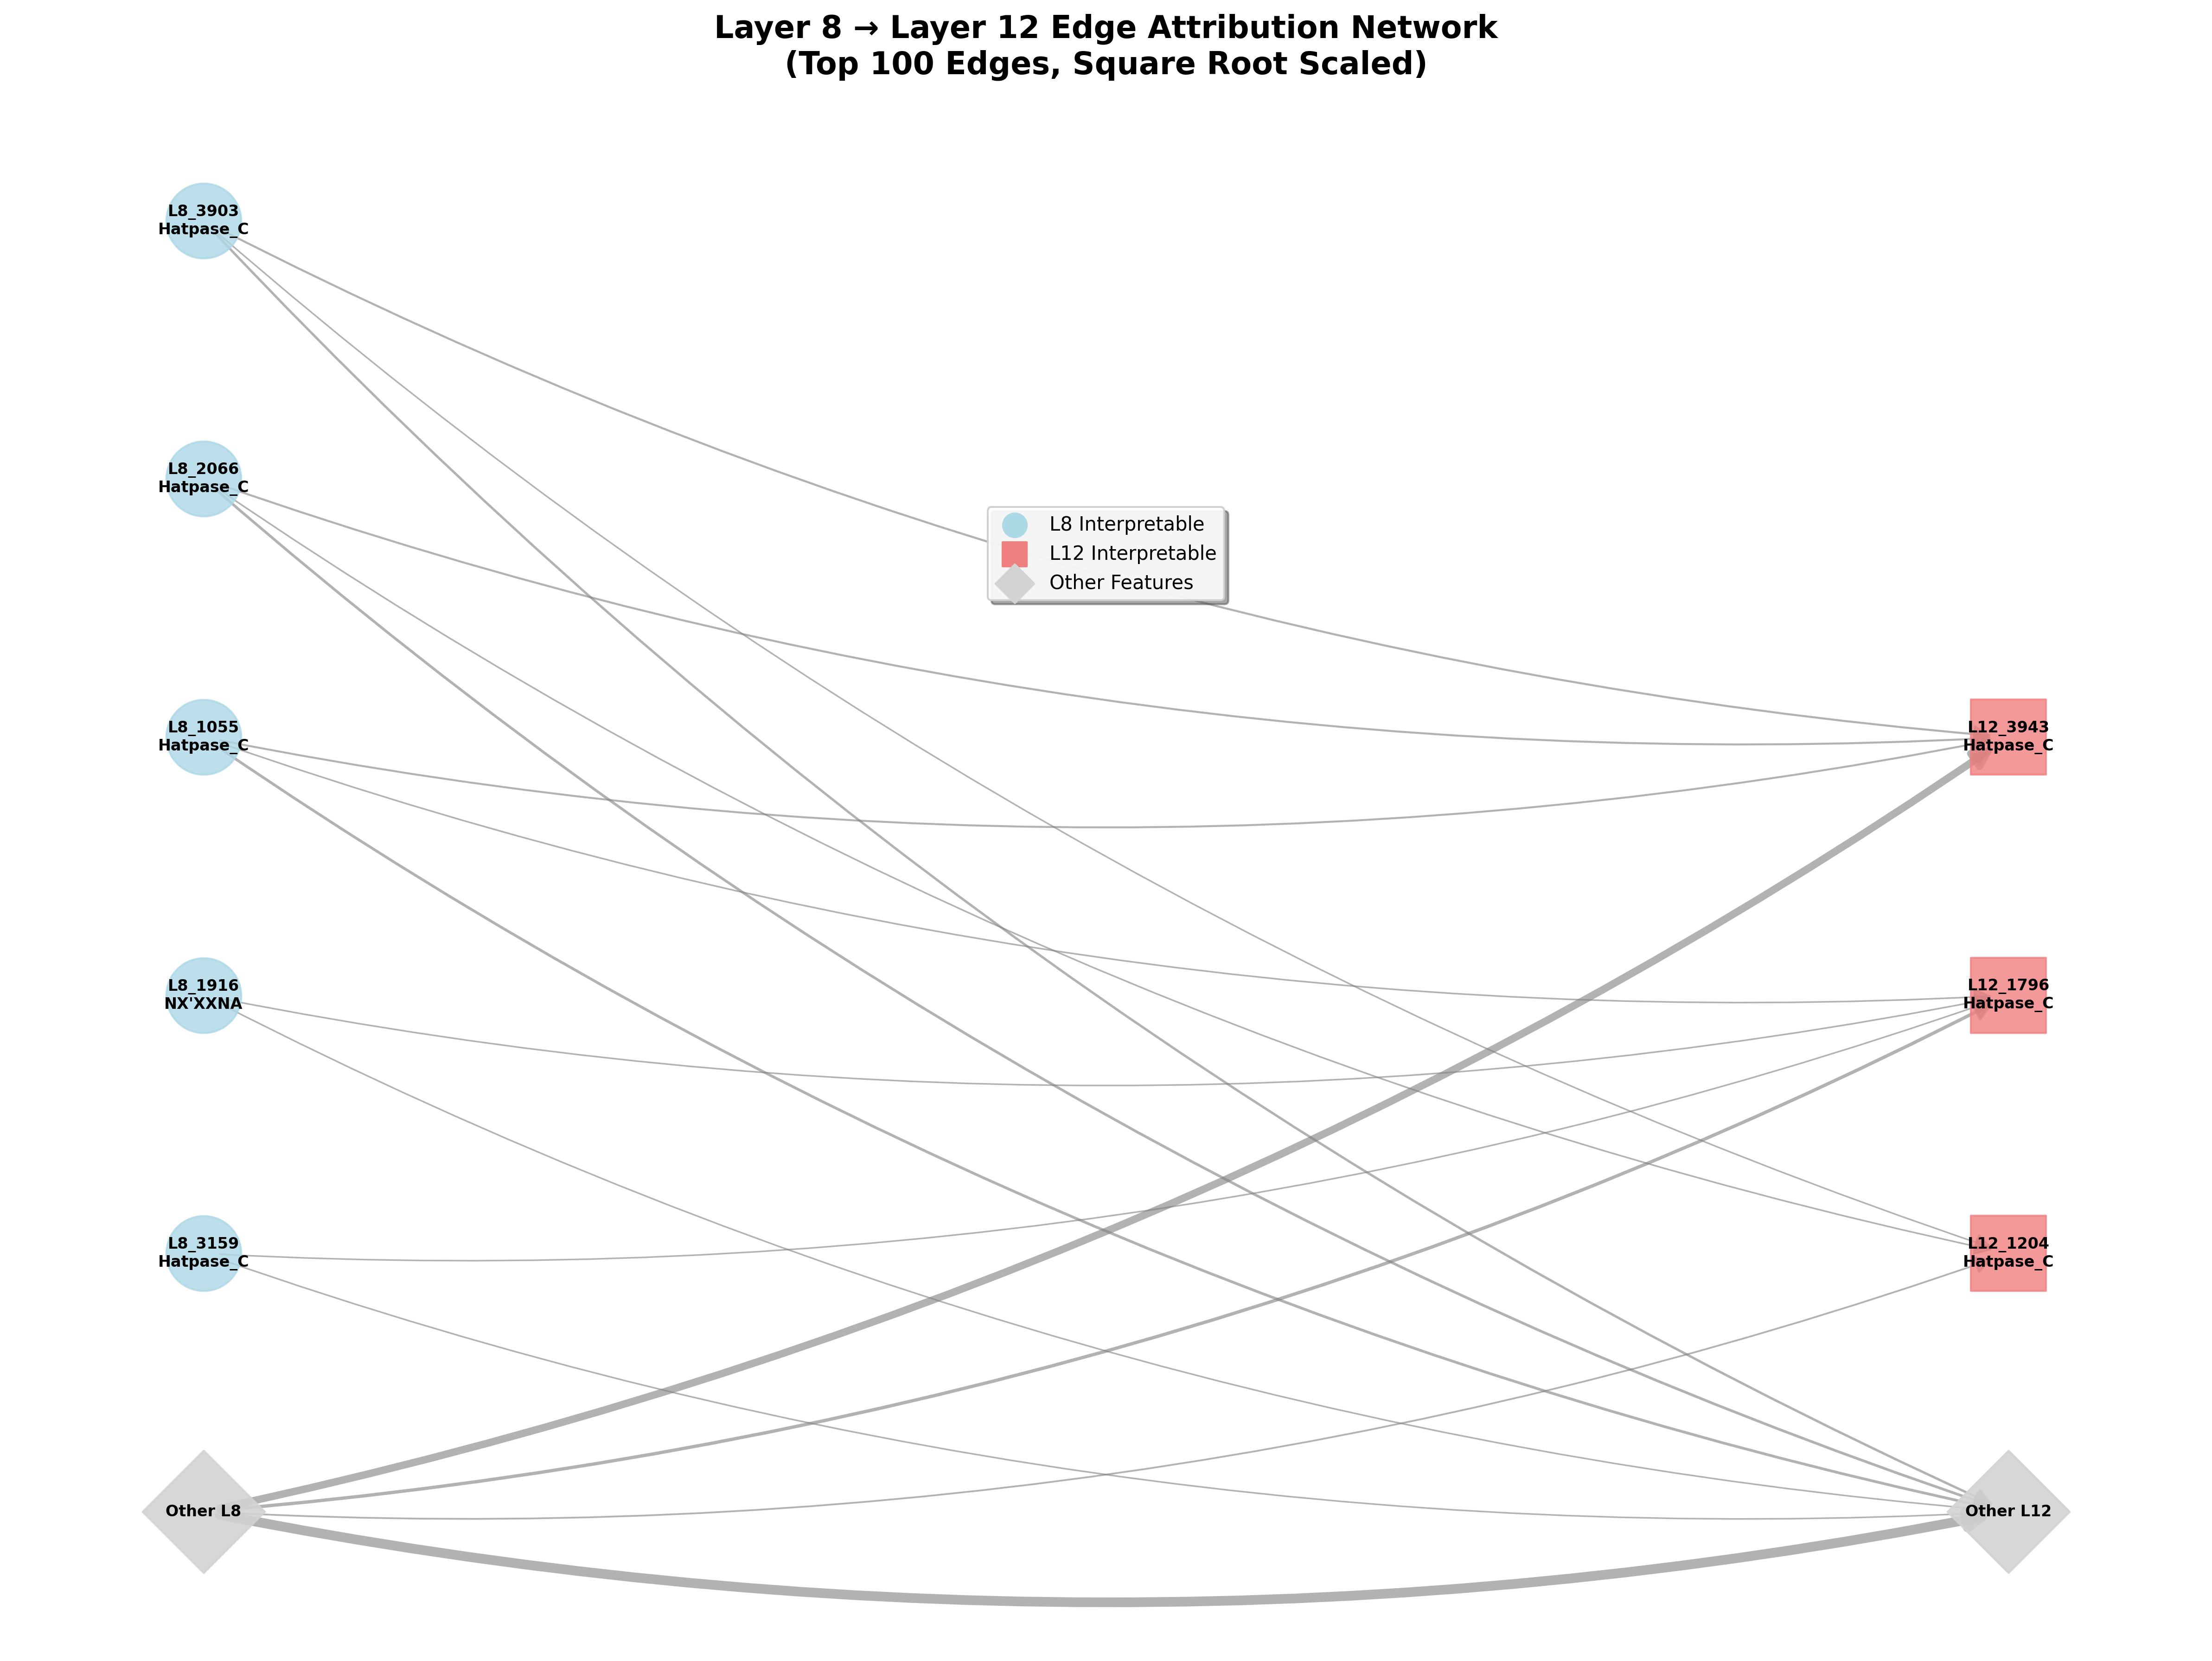 Layer 8 → Layer 12 Edge Attribution Network
(Top 100 Edges, Square Root Scaled)
L8_3903
Hatpase_C
L8_2066
Hatpase_C
L8 Interpretable
L12 Interpretable
Other Features
L8_1055
Hatpase_C
L12_3943
Hatpase_C
L8_1916
NX'XXNA
L12_1796
Hatpase_C
L8_3159
Hatpase_C
L12_1204
Hatpase_C
Other L8
Other L12